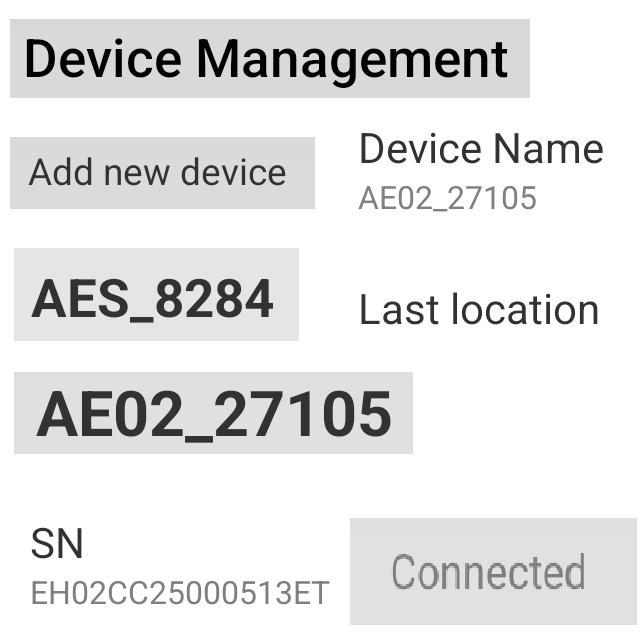 Device Management
Add new device
Device Name
AE02_27105
AES_8284
Last location
AE02_27105
SN
EH02CC25000513ET
Connected